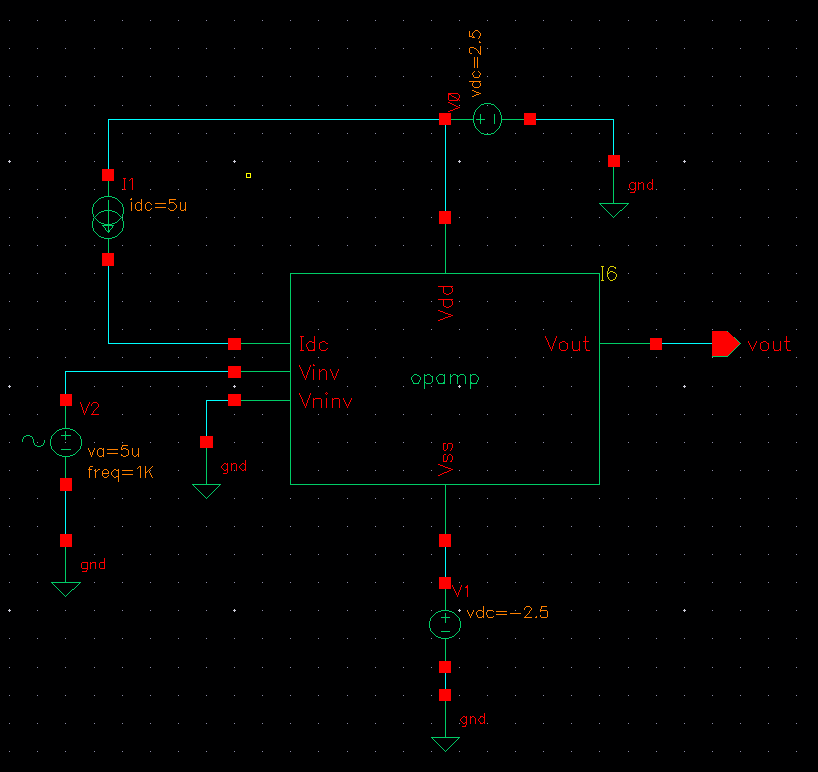 vdc=2.5
V0
gnd
I1
idc=5u
I6
Vdd
Idc
Vout
vout
Vinv
opamp
Vninv
V2
va=5u
freq=1K
gnd
Vss
gnd
V1
vdc=-2.5
gnd